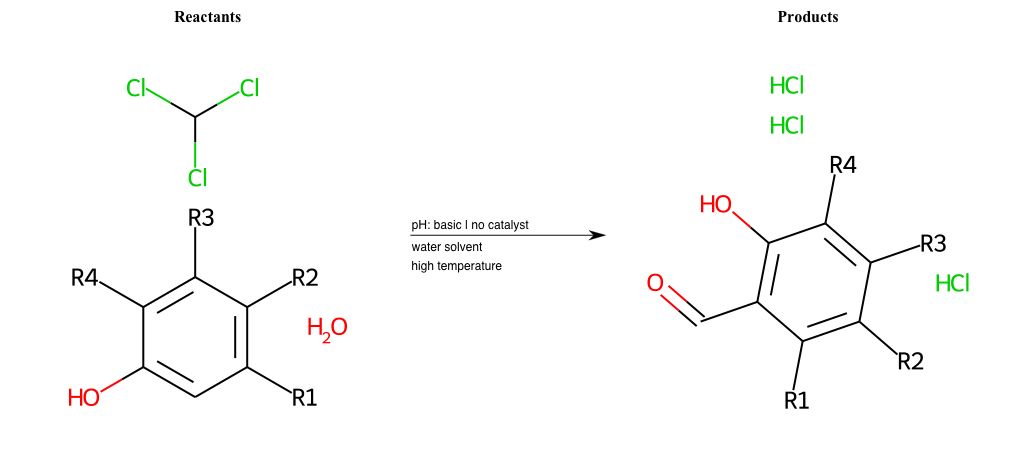 Reactants
Products
Cl
Cl
Cl
R3
R4
R2
H2O
HO
R1
pH: basic | no catalyst
water solvent
high temperature
HCl
HCl
R4
HO
R3
O
HCl
R2
R1